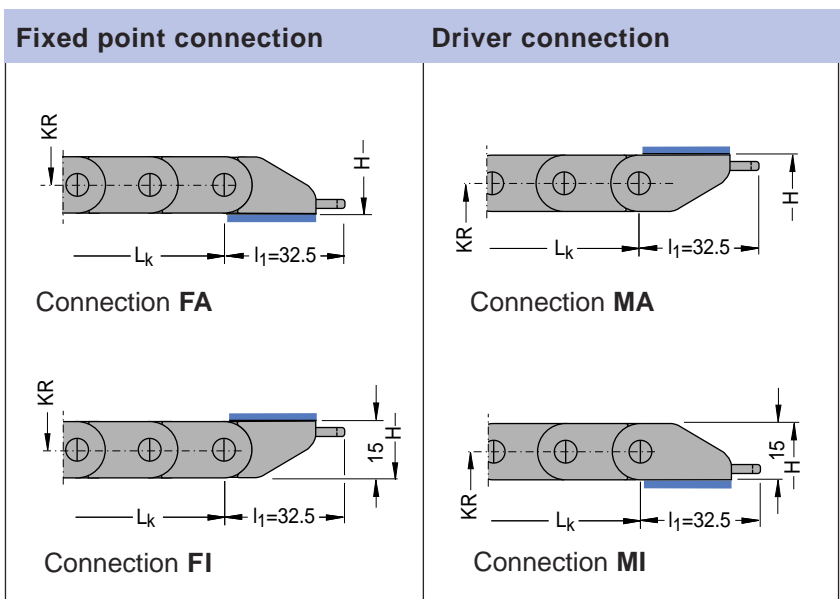 Fixed point connection
Driver connection
KR
H
Lk
l1=32.5
Connection FA
KR
H
Lk
l1=32.5
Connection MA
KR
15
H
Lk
l1=32.5
Connection FI
KR
15
H
Lk
l1=32.5
Connection MI